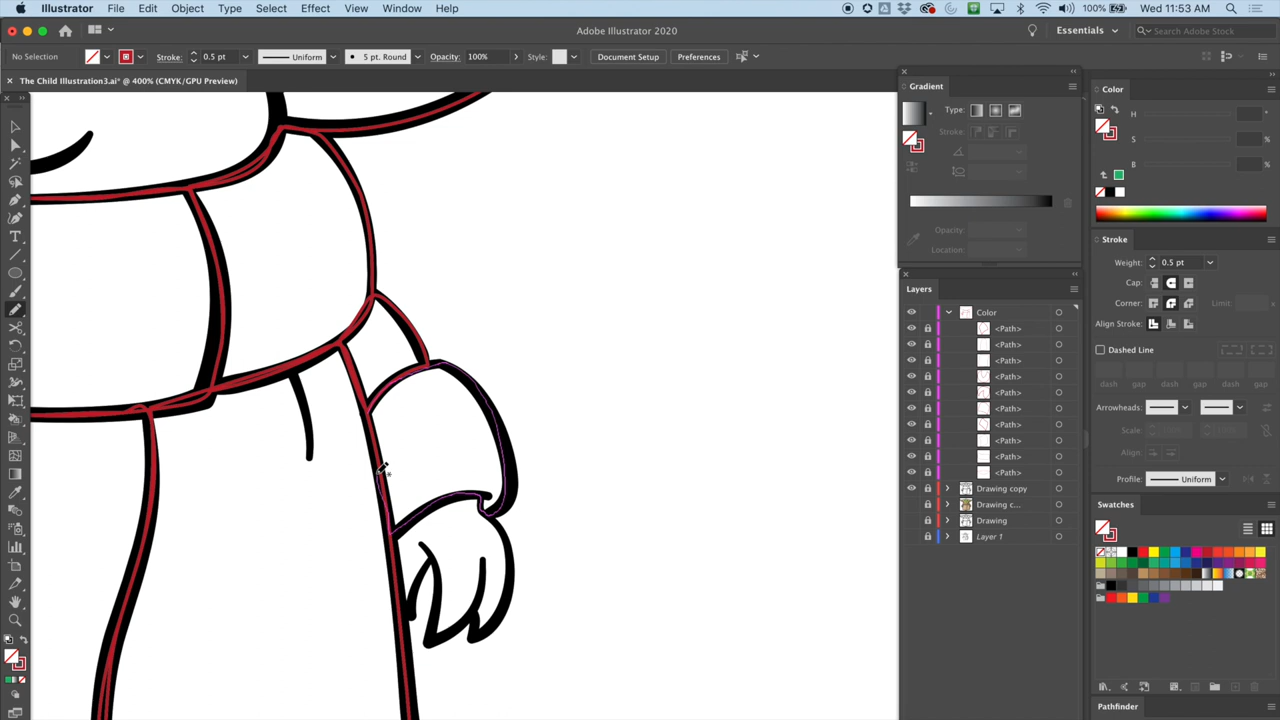 Illustrator File Edit Object Type Select Effect View Window Help 100% Wed 11:53 AM
Adobe Illustrator 2020 Essentials Search Adobe Stock
No Selection Stroke: 0.5 pt Uniform 5 pt. Round Opacity: 100% Style: Document Setup Preferences
The Child Illustration3.ai* @ 400% (CMYK/GPU Preview)
Gradient
Type:
Stroke:
Opacity:
Location:
Color
H
S %
B %
Stroke
Weight: 0.5 pt
Cap:
Corner: Limit:
Align Stroke:
Dashed Line
dash gap dash gap dash gap
Arrowheads:
Scale: 100% 100%
Align:
Profile: Uniform
Layers
Color
<Path>
<Path>
<Path>
<Path>
<Path>
<Path>
<Path>
<Path>
<Path>
<Path>
Drawing copy
Drawing c...
Drawing
Layer 1
Swatches
Pathfinder